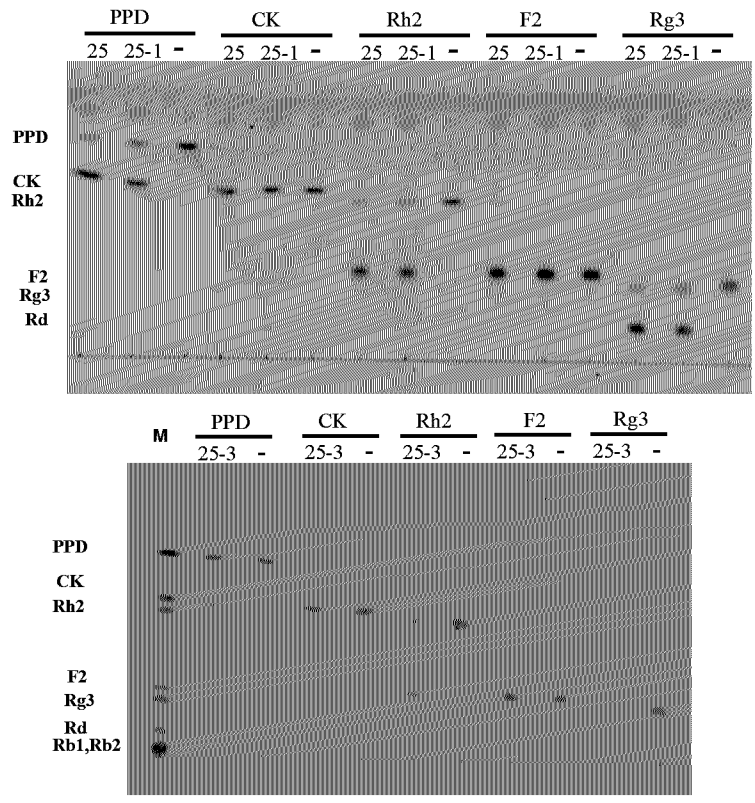 PPD CK Rh2 F2 Rg3
25 25-1 - 25 25-1 - 25 25-1 - 25 25-1 - 25 25-1 -
PPD
CK
Rh2
F2
Rg3
Rd
M PPD CK Rh2 F2 Rg3
25-3 - 25-3 - 25-3 - 25-3 - 25-3 -
PPD
CK
Rh2
F2
Rg3
Rd
Rb1,Rb2